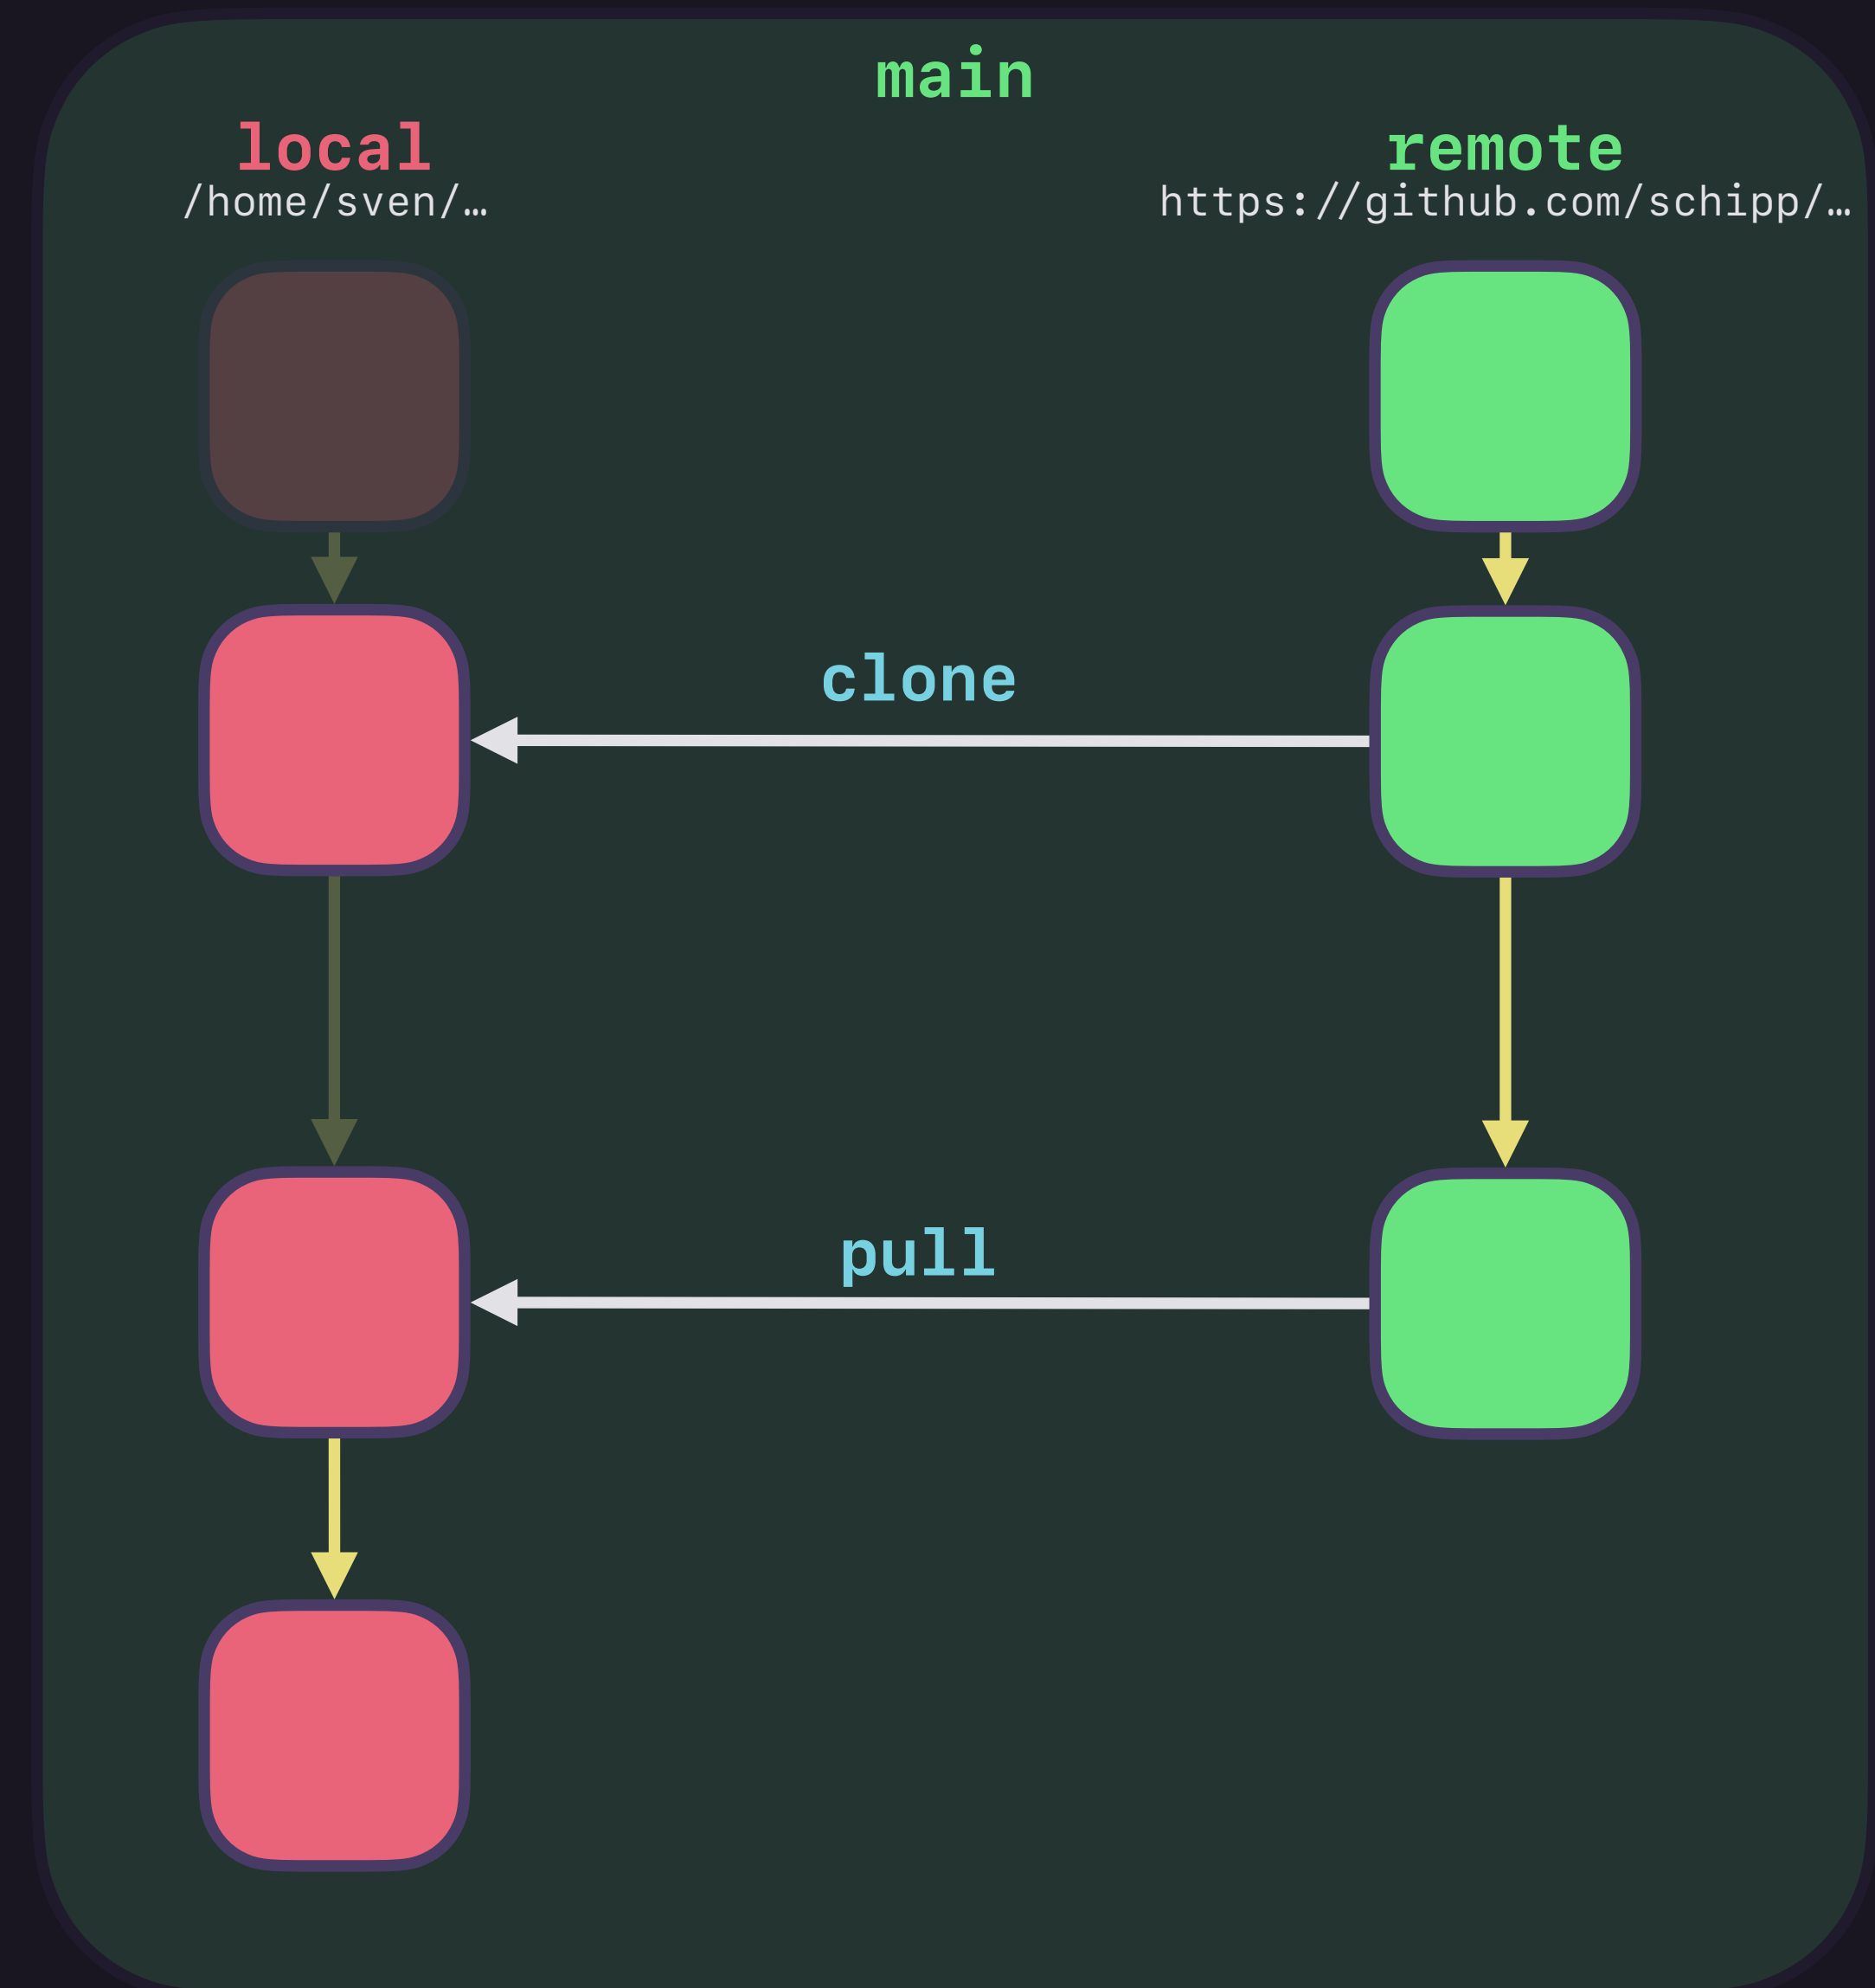 main
local
/home/sven/…
remote
https://github.com/schipp/…
clone
pull